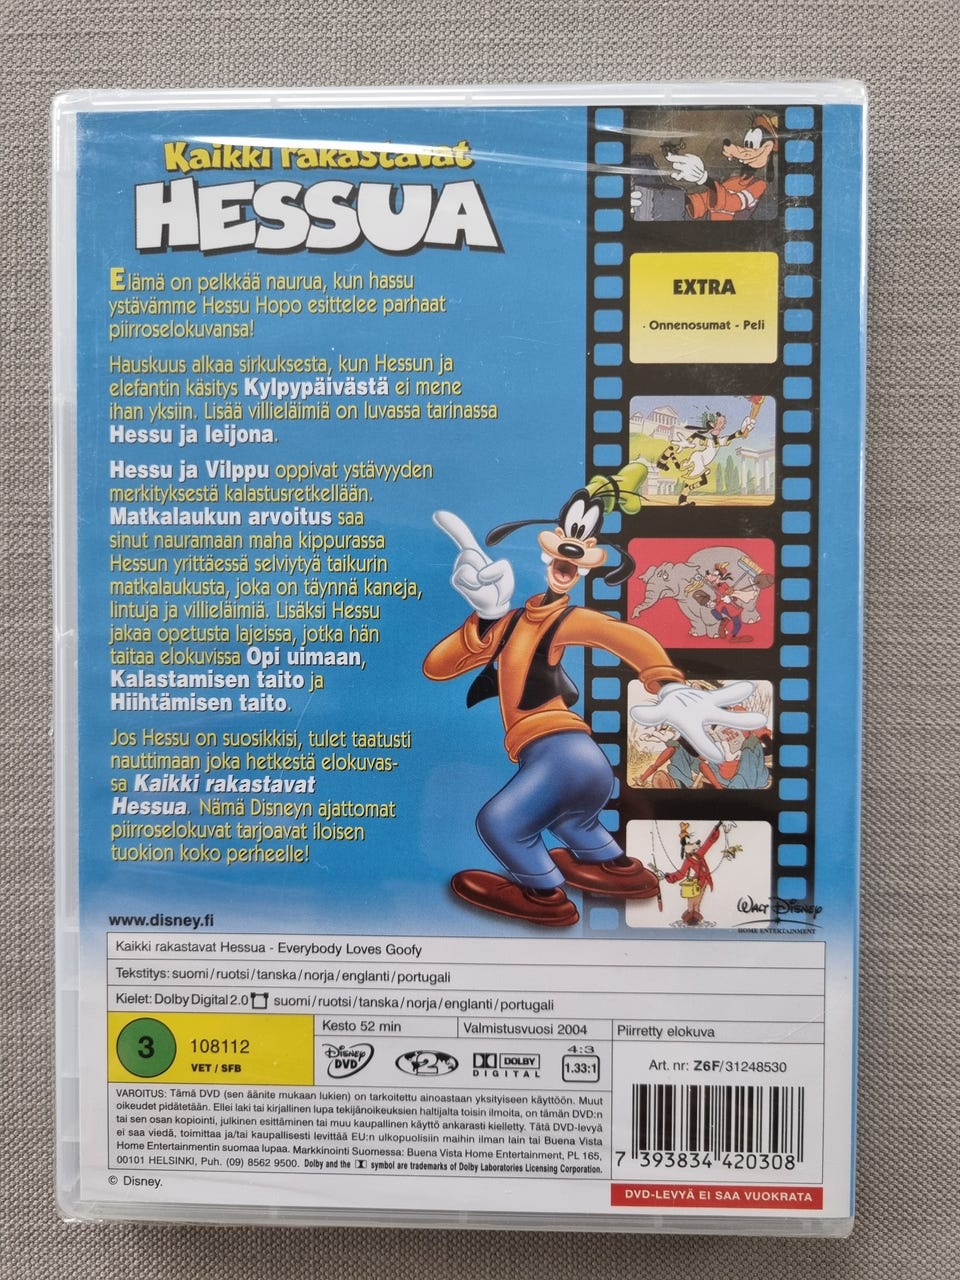 Kaikki rakastavat
HESSUA
Elämä on pelkkää naurua, kun hassu
ystävämme Hessu Hopo esittelee parhaat
piirroselokuvansa!
Hauskuus alkaa sirkuksesta, kun Hessun ja
elefantin käsitys Kylpypäivästä ei mene
ihan yksiin. Lisää villieläimiä on luvassa tarinassa
Hessu ja leijona.
Hessu ja Vilppu oppivat ystävyyden
merkityksestä kalastusretkellään.
Matkalaukun arvoitus saa
sinut nauramaan maha kippurassa
Hessun yrittäessä selviytyä taikurin
matkalaukusta, joka on täynnä kaneja,
lintuja ja villieläimiä. Lisäksi Hessu
jakaa opetusta lajeissa, jotka hän
taitaa elokuvissa Opi uimaan,
Kalastamisen taito ja
Hiihtämisen taito.
Jos Hessu on suosikkisi, tulet taatusti
nauttimaan joka hetkestä elokuvas-
sa Kaikki rakastavat
Hessua. Nämä Disneyn ajattomat
piirroselokuvat tarjoavat iloisen
tuokion koko perheelle!
EXTRA
· Onnenosumat - Peli
WALT DISNEY
HOME ENTERTAINMENT
www.disney.fi
Kaikki rakastavat Hessua - Everybody Loves Goofy
Tekstitys: suomi/ruotsi/tanska/norja/englanti/portugali
Kielet: Dolby Digital 2.0 suomi/ruotsi/tanska/norja/englanti/portugali
3
108112
VET / SFB
Kesto 52 min
Valmistusvuosi 2004
Piirretty elokuva
DISNEY
DVD
2
DOLBY
DIGITAL
4:3
1.33:1
Art. nr: Z6F/31248530
VAROITUS: Tämä DVD (sen äänite mukaan lukien) on tarkoitettu ainoastaan yksityiseen käyttöön. Muut
oikeudet pidätetään. Ellei laki tai kirjallinen lupa tekijänoikeuksien haltijalta toisin ilmoita, on tämän DVD:n
tai sen osan kopiointi, julkinen esittäminen tai muu kaupallinen käyttö ankarasti kielletty. Tätä DVD-levyä
ei saa viedä, toimittaa ja/tai kaupallisesti levittää EU:n ulkopuolisiin maihin ilman lain tai Buena Vista
Home Entertainmentin suomaa lupaa. Markkinointi Suomessa: Buena Vista Home Entertainment, PL 165,
00101 HELSINKI, Puh. (09) 8562 9500. Dolby and the symbol are trademarks of Dolby Laboratories Licensing Corporation.
7 393834 420308
© Disney.
DVD-LEVYÄ EI SAA VUOKRATA